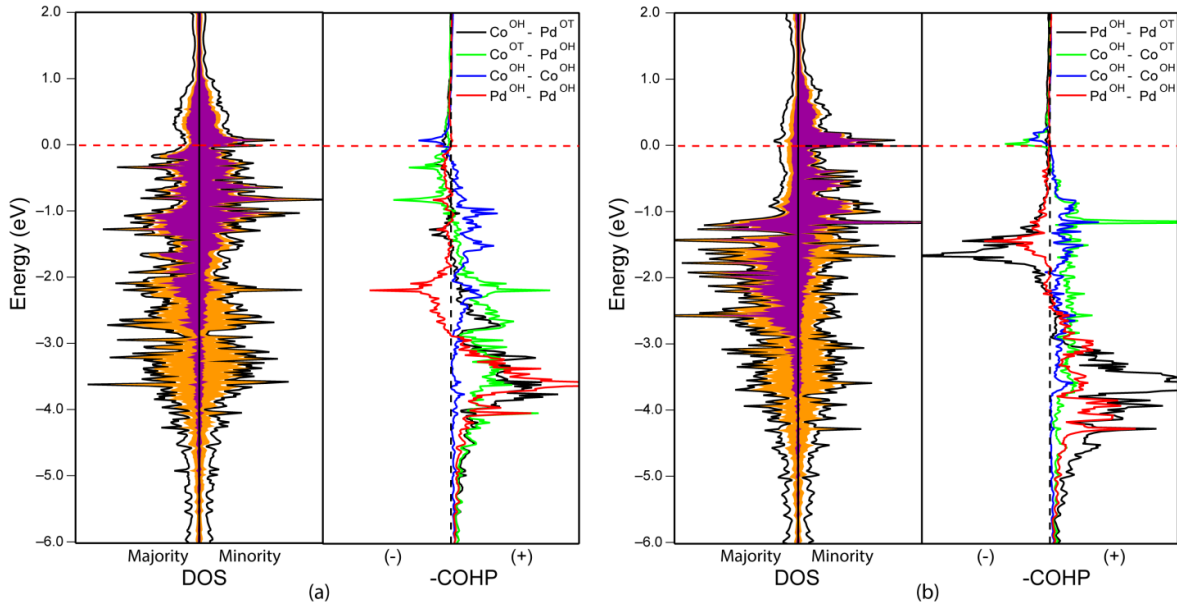 2.0
1.0
0.0
−1.0
−2.0
−3.0
−4.0
−5.0
−6.0
Energy (eV)
Majority Minority
DOS
Co^OH - Pd^OT
Co^OT - Pd^OH
Co^OH - Co^OH
Pd^OH - Pd^OH
(-) (+)
-COHP
(a)
2.0
1.0
0.0
−1.0
−2.0
−3.0
−4.0
−5.0
−6.0
Energy (eV)
Majority Minority
DOS
Pd^OH - Pd^OT
Co^OH - Co^OT
Co^OH - Co^OH
Pd^OH - Pd^OH
(-) (+)
-COHP
(b)